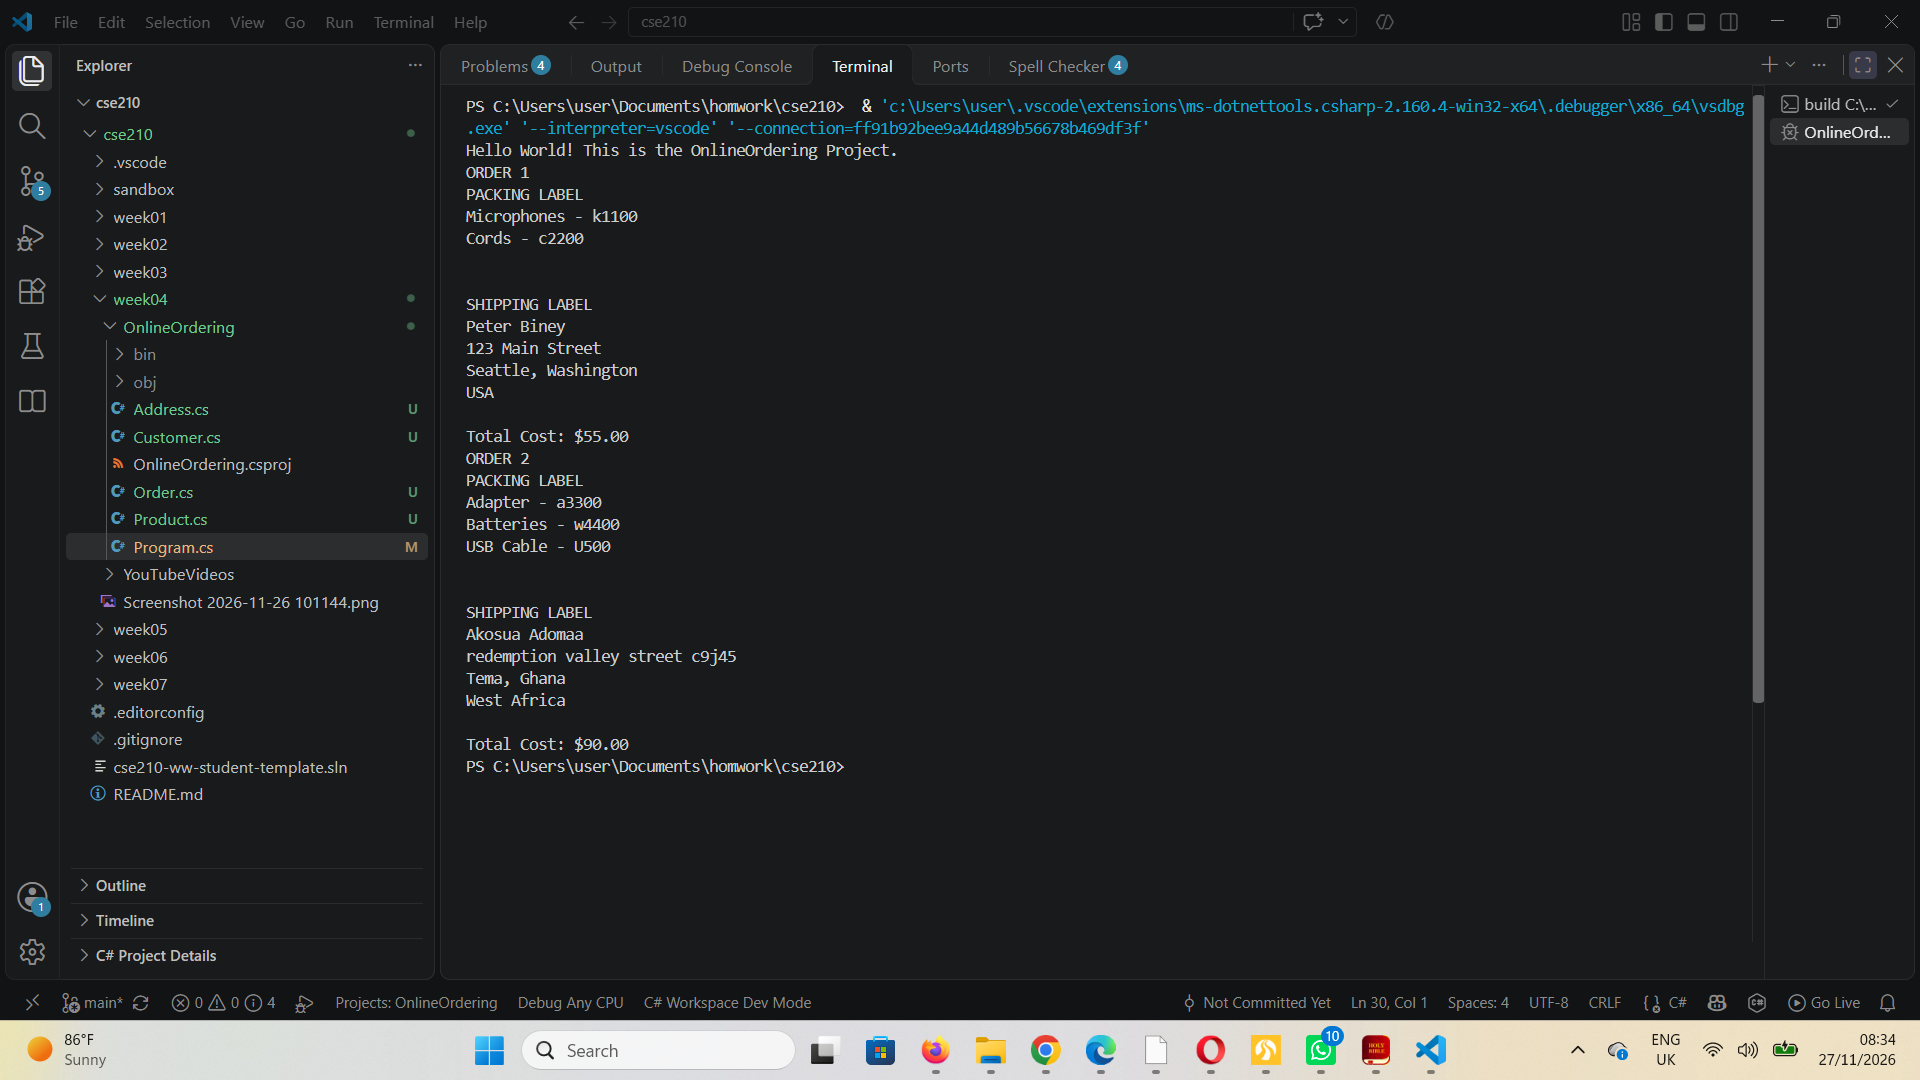 File Edit Selection View Go Run Terminal Help
cse210
Explorer
cse210
cse210
.vscode
sandbox
week01
week02
week03
week04
OnlineOrdering
bin
obj
Address.cs U
Customer.cs U
OnlineOrdering.csproj
Order.cs U
Product.cs U
Program.cs M
YouTubeVideos
Screenshot 2026-11-26 101144.png
week05
week06
week07
.editorconfig
.gitignore
cse210-ww-student-template.sln
README.md
Outline
Timeline
C# Project Details
5
1
Problems 4 Output Debug Console Terminal Ports Spell Checker 4
PS C:\Users\user\Documents\homwork\cse210>  & 'c:\Users\user\.vscode\extensions\ms-dotnettools.csharp-2.160.4-win32-x64\.debugger\x86_64\vsdbg
.exe' '--interpreter=vscode' '--connection=ff91b92bee9a44d489b56678b469df3f'
Hello World! This is the OnlineOrdering Project.
ORDER 1
PACKING LABEL
Microphones - k1100
Cords - c2200
SHIPPING LABEL
Peter Biney
123 Main Street
Seattle, Washington
USA
Total Cost: $55.00
ORDER 2
PACKING LABEL
Adapter - a3300
Batteries - w4400
USB Cable - U500
SHIPPING LABEL
Akosua Adomaa
redemption valley street c9j45
Tema, Ghana
West Africa
Total Cost: $90.00
PS C:\Users\user\Documents\homwork\cse210>
build C:\...
OnlineOrd...
main* 0 0 4 Projects: OnlineOrdering Debug Any CPU C# Workspace Dev Mode Not Committed Yet Ln 30, Col 1 Spaces: 4 UTF-8 CRLF { } C# Go Live
86°F
Sunny
Search
10
HOLY BIBLE
ENG
UK
08:34
27/11/2026